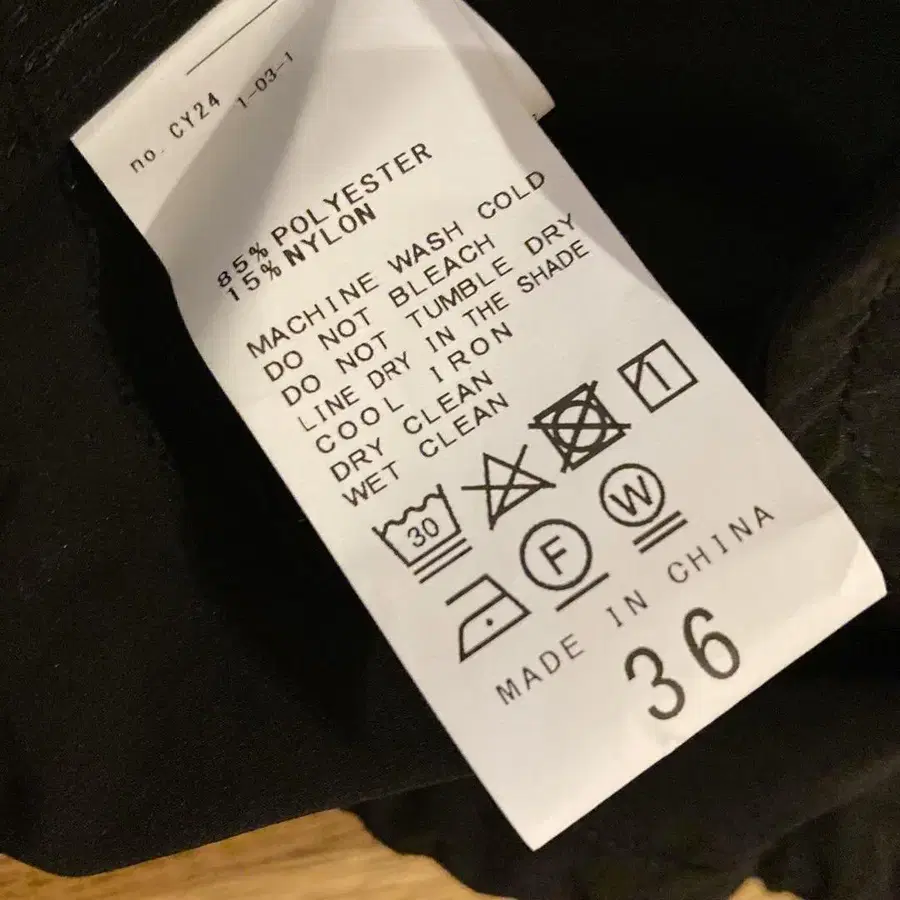 no. CY24
1-03-1
85% POLYESTER
15% NYLON
MACHINE WASH COLD
DO NOT BLEACH
DO NOT TUMBLE DRY
LINE DRY IN THE SHADE
COOL IRON
DRY CLEAN
WET CLEAN
30
F
W
MADE IN CHINA
36